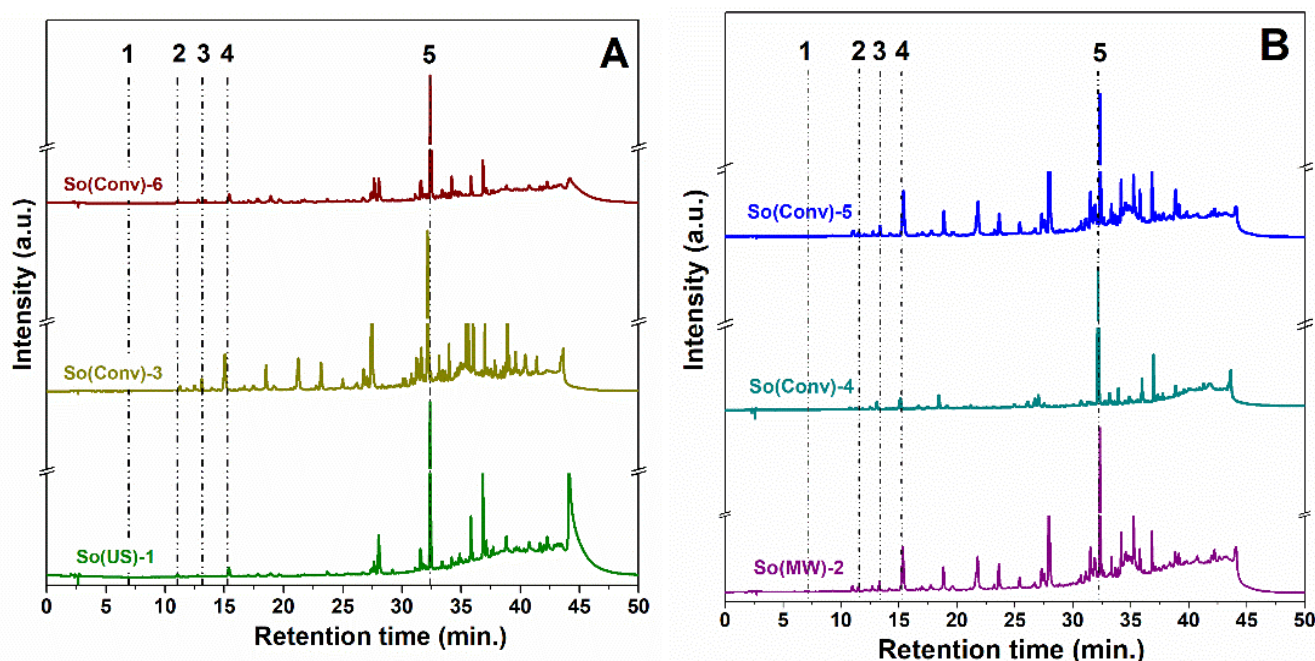 A
1 2 3 4 5
So(Conv)-6
So(Conv)-3
So(US)-1
Intensity (a.u.)
0 5 10 15 20 25 30 35 40 45 50
Retention time (min.)
B
1 2 3 4 5
So(Conv)-5
So(Conv)-4
So(MW)-2
Intensity (a.u.)
0 5 10 15 20 25 30 35 40 45 50
Retention time (min.)